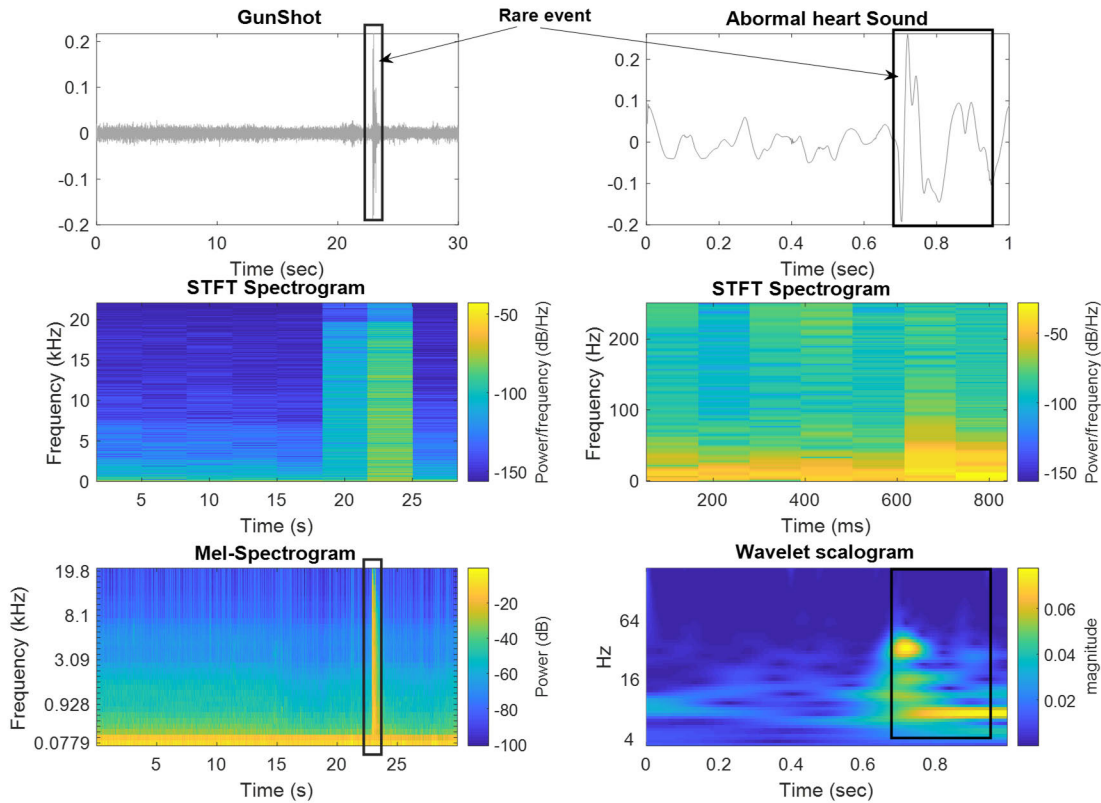 GunShot
Rare event
Abormal heart Sound
0.2
0.1
0
-0.1
-0.2
0 10 20 30
Time (sec)
0.2
0.1
0
-0.1
-0.2
0 0.2 0.4 0.6 0.8 1
Time (sec)
STFT Spectrogram
20
15
10
5
0
Frequency (kHz)
5 10 15 20 25
Time (s)
-50
-100
-150
Power/frequency (dB/Hz)
STFT Spectrogram
200
100
0
Frequency (Hz)
200 400 600 800
Time (ms)
-50
-100
-150
Power/frequency (dB/Hz)
Mel-Spectrogram
19.8
8.1
3.09
0.928
0.0779
Frequency (kHz)
5 10 15 20 25
Time (s)
-20
-40
-60
-80
-100
Power (dB)
Wavelet scalogram
64
16
4
Hz
0 0.2 0.4 0.6 0.8
Time (sec)
0.06
0.04
0.02
magnitude